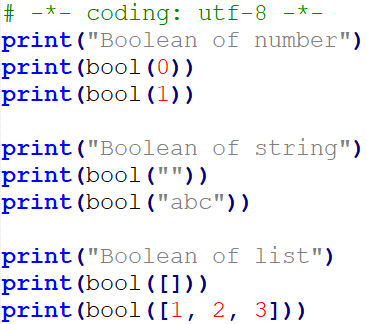 # -*- coding: utf-8 -*-
print("Boolean of number")
print(bool(0))
print(bool(1))
print("Boolean of string")
print(bool(""))
print(bool("abc"))
print("Boolean of list")
print(bool([]))
print(bool([1, 2, 3]))